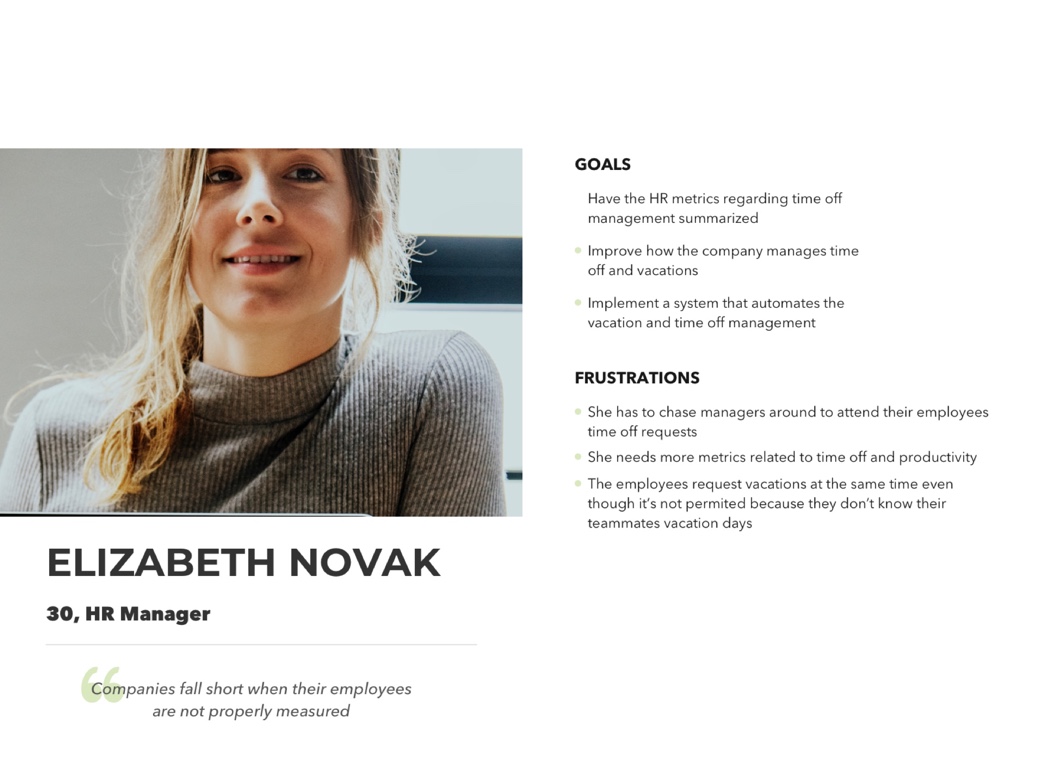 GOALS
Have the HR metrics regarding time off
management summarized
Improve how the company manages time
off and vacations
Implement a system that automates the
vacation and time off management
FRUSTRATIONS
She has to chase managers around to attend their employees
time off requests
She needs more metrics related to time off and productivity
The employees request vacations at the same time even
though it’s not permited because they don’t know their
teammates vacation days
ELIZABETH NOVAK
30, HR Manager
“
Companies fall short when their employees
are not properly measured